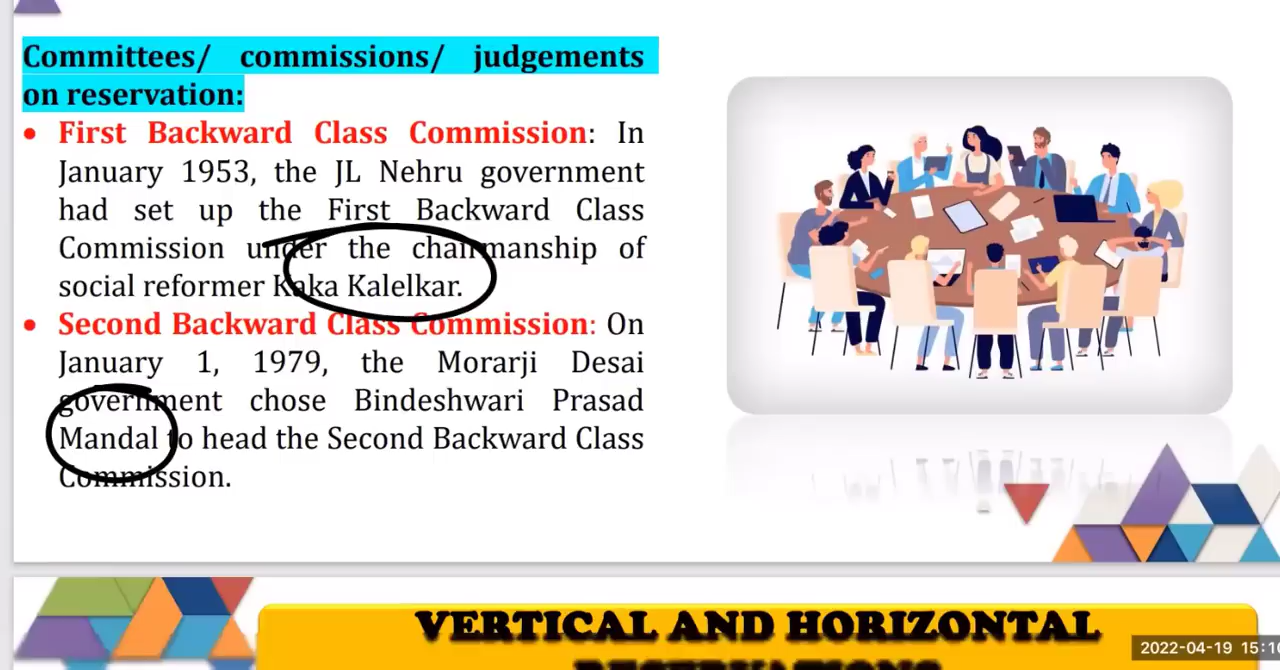 Committees/ commissions/ judgements
on reservation:
• First Backward Class Commission: In
January 1953, the JL Nehru government
had set up the First Backward Class
Commission under the chairmanship of
social reformer Kaka Kalelkar.
• Second Backward Class Commission: On
January 1, 1979, the Morarji Desai
government chose Bindeshwari Prasad
Mandal to head the Second Backward Class
Commission.
VERTICAL AND HORIZONTAL
RESERVATIONS
2022-04-19 15:1